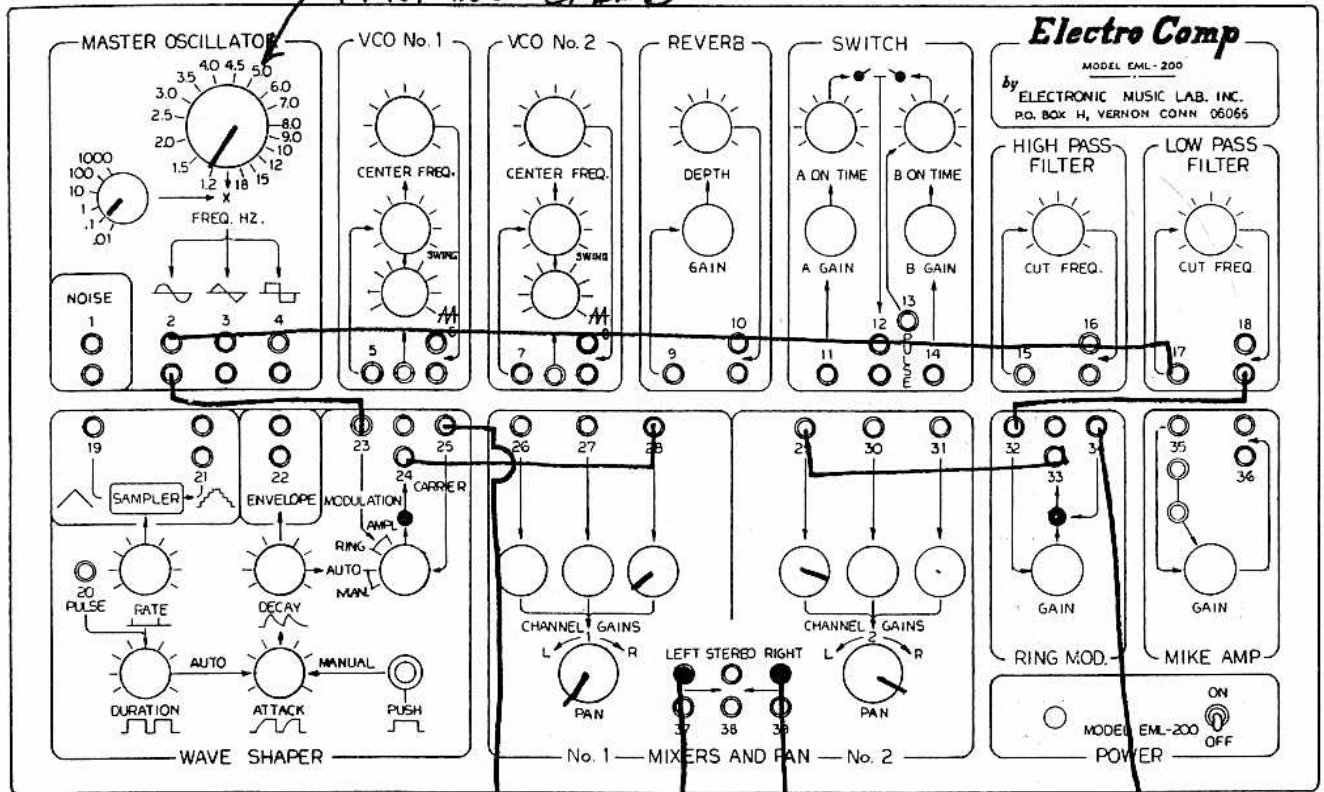 MASTER OSCILLATOR
4.0 4.5 5.0
3.5 6.0
3.0 7.0
2.5 8.0
9.0
2.0 10
1.5 12
1.2 18 15
1000
100
10
1
.1
.01
X
FREQ. HZ.
NOISE
1
2 3 4
VCO No. 1
CENTER FREQ.
SWING
5 6
VCO No. 2
CENTER FREQ.
SWING
7 8
REVERB
DEPTH
GAIN
9 10
SWITCH
A ON TIME B ON TIME
A GAIN B GAIN
11 12 13 14
PULSE
Electro Comp
MODEL EML-200
by ELECTRONIC MUSIC LAB. INC.
P.O. BOX H, VERNON CONN 06066
HIGH PASS
FILTER
CUT FREQ.
15 16
LOW PASS
FILTER
CUT FREQ.
17 18
19 21 22 23 24 25
SAMPLER
ENVELOPE
MODULATION
CARRIER
AMPL
RING
AUTO
MAN.
20
PULSE
RATE
DECAY
AUTO
MANUAL
DURATION
ATTACK
PUSH
WAVE SHAPER
26 27 28
29 30 31
CHANNEL GAINS
1
L R
PAN
CHANNEL GAINS
2
L R
PAN
LEFT STEREO RIGHT
37 38 39
No. 1 — MIXERS AND PAN — No. 2
32 33 34
GAIN
RING MOD.
35 36
GAIN
MIKE AMP
ON
MODEL EML-200
OFF
POWER